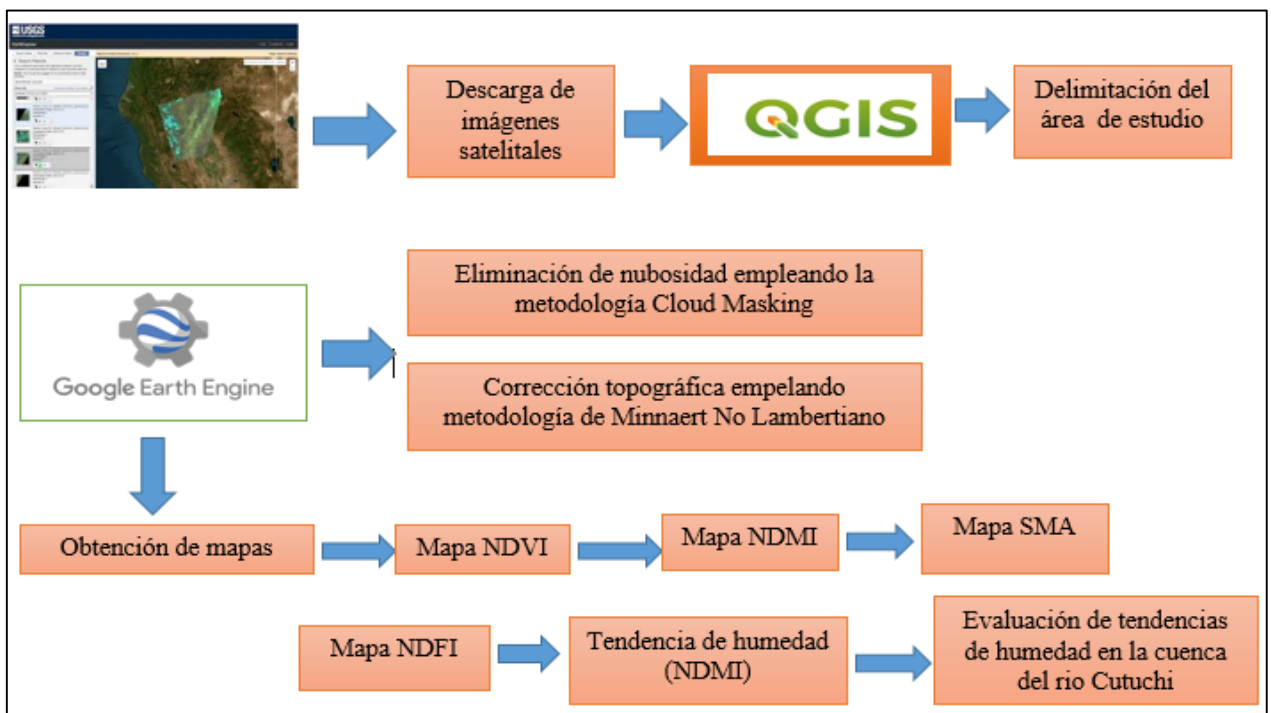 USGS
Descarga de
imágenes
satelitales
QGIS
Delimitación del
área de estudio
Eliminación de nubosidad empleando la
metodología Cloud Masking
Google Earth Engine
Corrección topográfica empelando
metodología de Minnaert No Lambertiano
Obtención de mapas
Mapa NDVI
Mapa NDMI
Mapa SMA
Mapa NDFI
Tendencia de humedad
(NDMI)
Evaluación de tendencias
de humedad en la cuenca
del rio Cutuchi